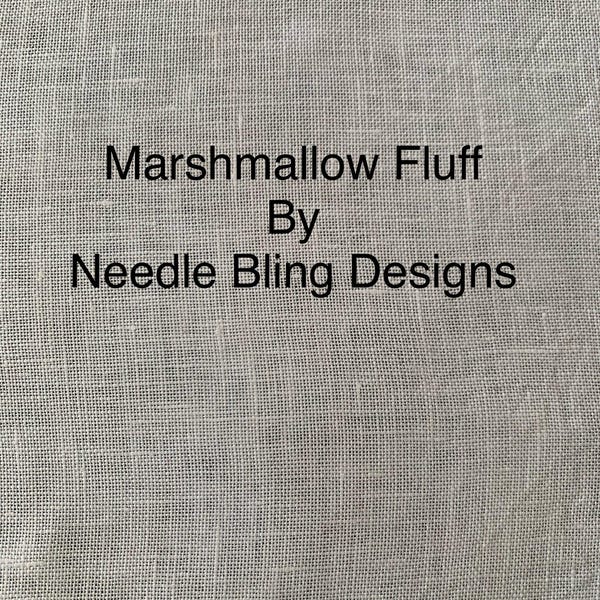 Marshmallow Fluff
By
Needle Bling Designs